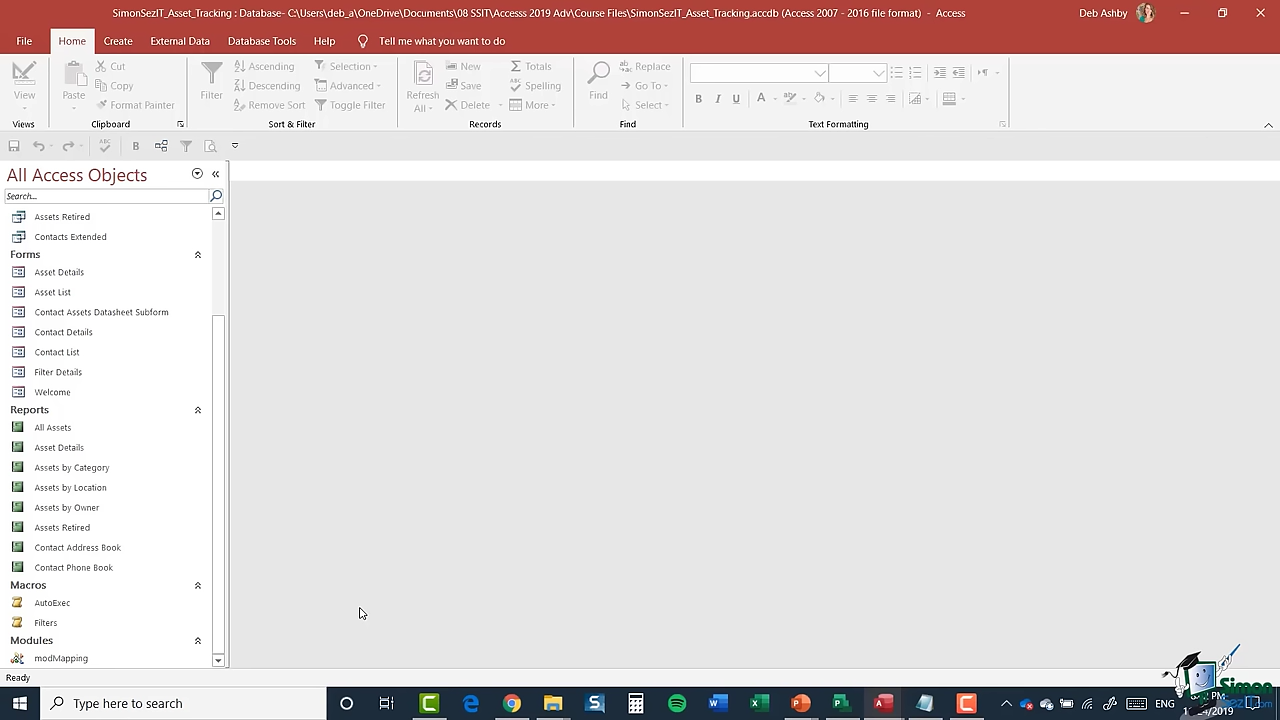 SimonSezIT_Asset_Tracking : Database- C:\Users\deb_a\OneDrive\Documents\08 SSIT\Accesss 2019 Adv\Course Files\SimonSezIT_Asset_Tracking.accdb (Access 2007 - 2016 file format) - Access
Deb Ashby
File Home Create External Data Database Tools Help Tell me what you want to do
View
Views
Paste
Cut
Copy
Format Painter
Clipboard
Filter
Ascending
Descending
Remove Sort
Selection
Advanced
Toggle Filter
Sort & Filter
Refresh
All
New
Save
Delete
Totals
Spelling
More
Records
Find
Replace
Go To
Select
Find
B I U A
Text Formatting
ABC B
All Access Objects
Search...
Assets Retired
Contacts Extended
Forms
Asset Details
Asset List
Contact Assets Datasheet Subform
Contact Details
Contact List
Filter Details
Welcome
Reports
All Assets
Asset Details
Assets by Category
Assets by Location
Assets by Owner
Assets Retired
Contact Address Book
Contact Phone Book
Macros
AutoExec
Filters
Modules
modMapping
Ready
Type here to search
Simon
SezIT.com